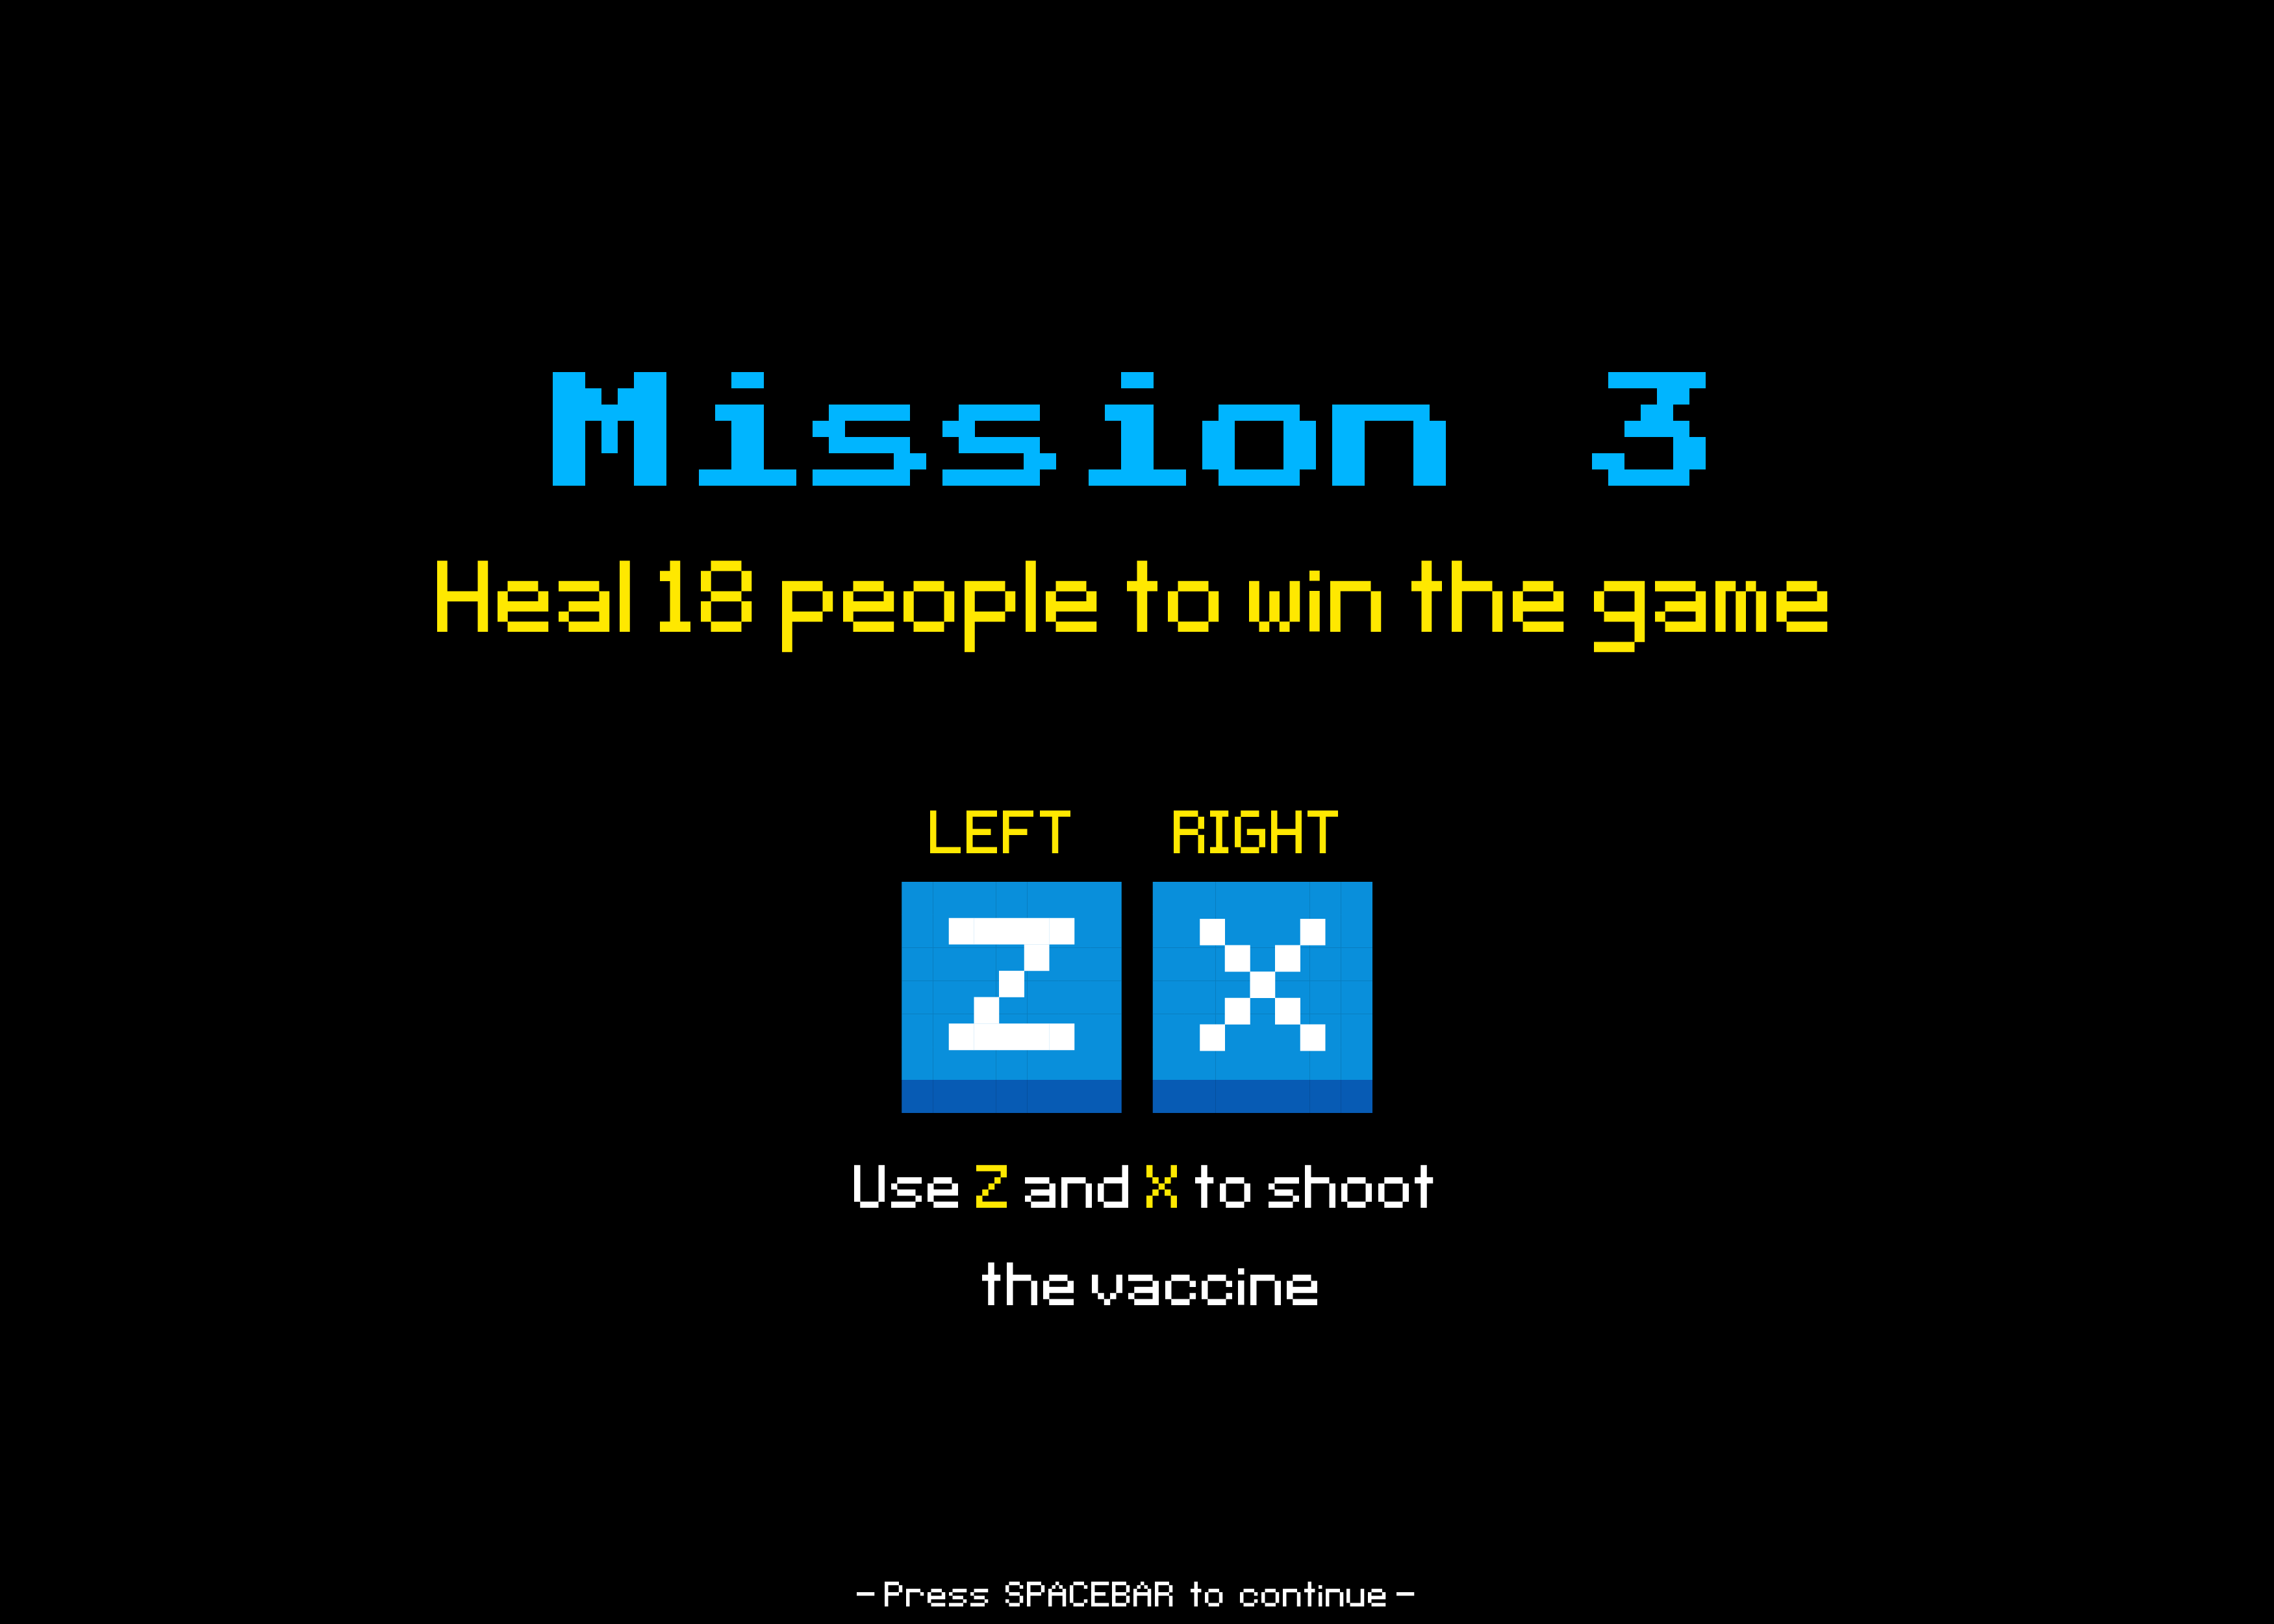 Mission 3
Heal 18 people to win the game
LEFT RIGHT
Z X
Use Z and X to shoot
the vaccine
- Press SPACEBAR to continue -